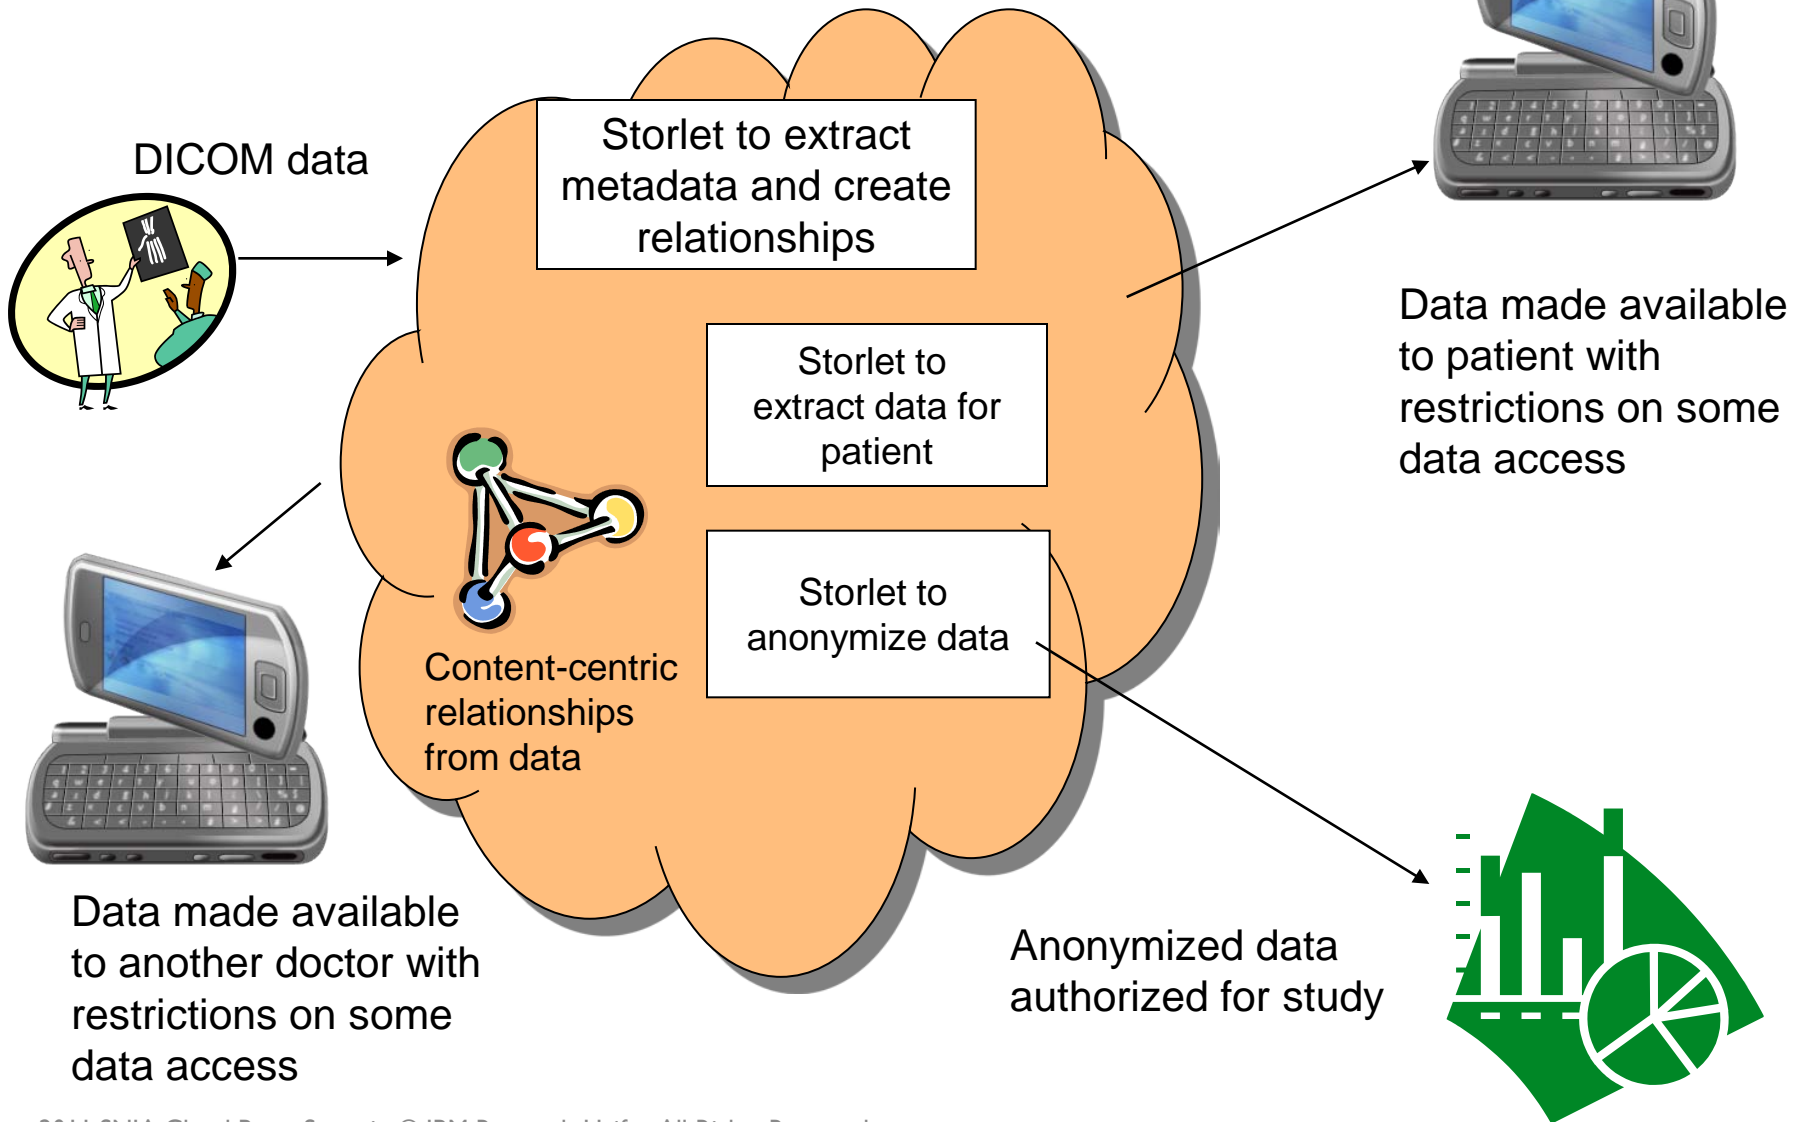 DICOM data
Storlet to extract
metadata and create
relationships
Storlet to
extract data for
patient
Storlet to
anonymize data
Content-centric
relationships
from data
Data made available
to patient with
restrictions on some
data access
Data made available
to another doctor with
restrictions on some
data access
Anonymized data
authorized for study